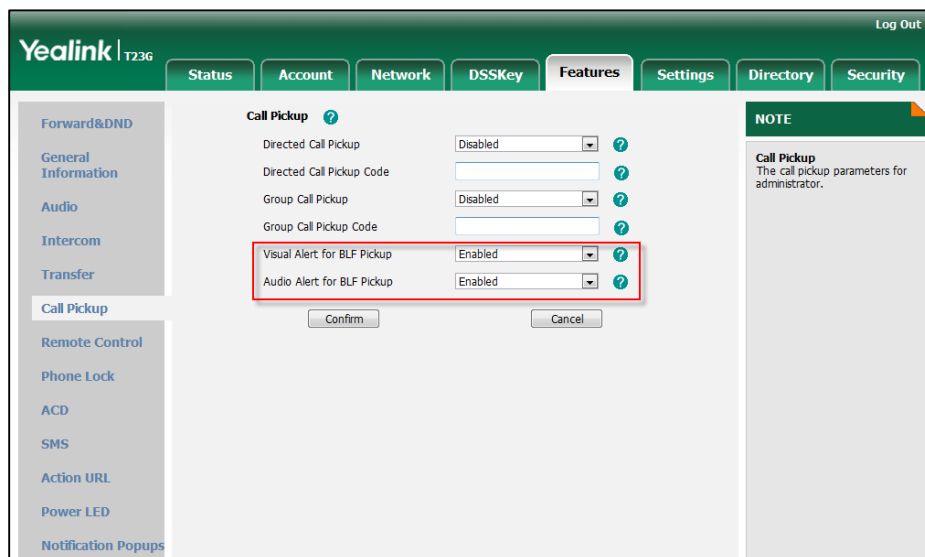 Log Out
Yealink | T23G
Status Account Network DSSKey Features Settings Directory Security
Forward&DND
General
Information
Audio
Intercom
Transfer
Call Pickup
Remote Control
Phone Lock
ACD
SMS
Action URL
Power LED
Notification Popups
Call Pickup ?
Directed Call Pickup Disabled ?
Directed Call Pickup Code ?
Group Call Pickup Disabled ?
Group Call Pickup Code ?
Visual Alert for BLF Pickup Enabled ?
Audio Alert for BLF Pickup Enabled ?
Confirm Cancel
NOTE
Call Pickup
The call pickup parameters for
administrator.